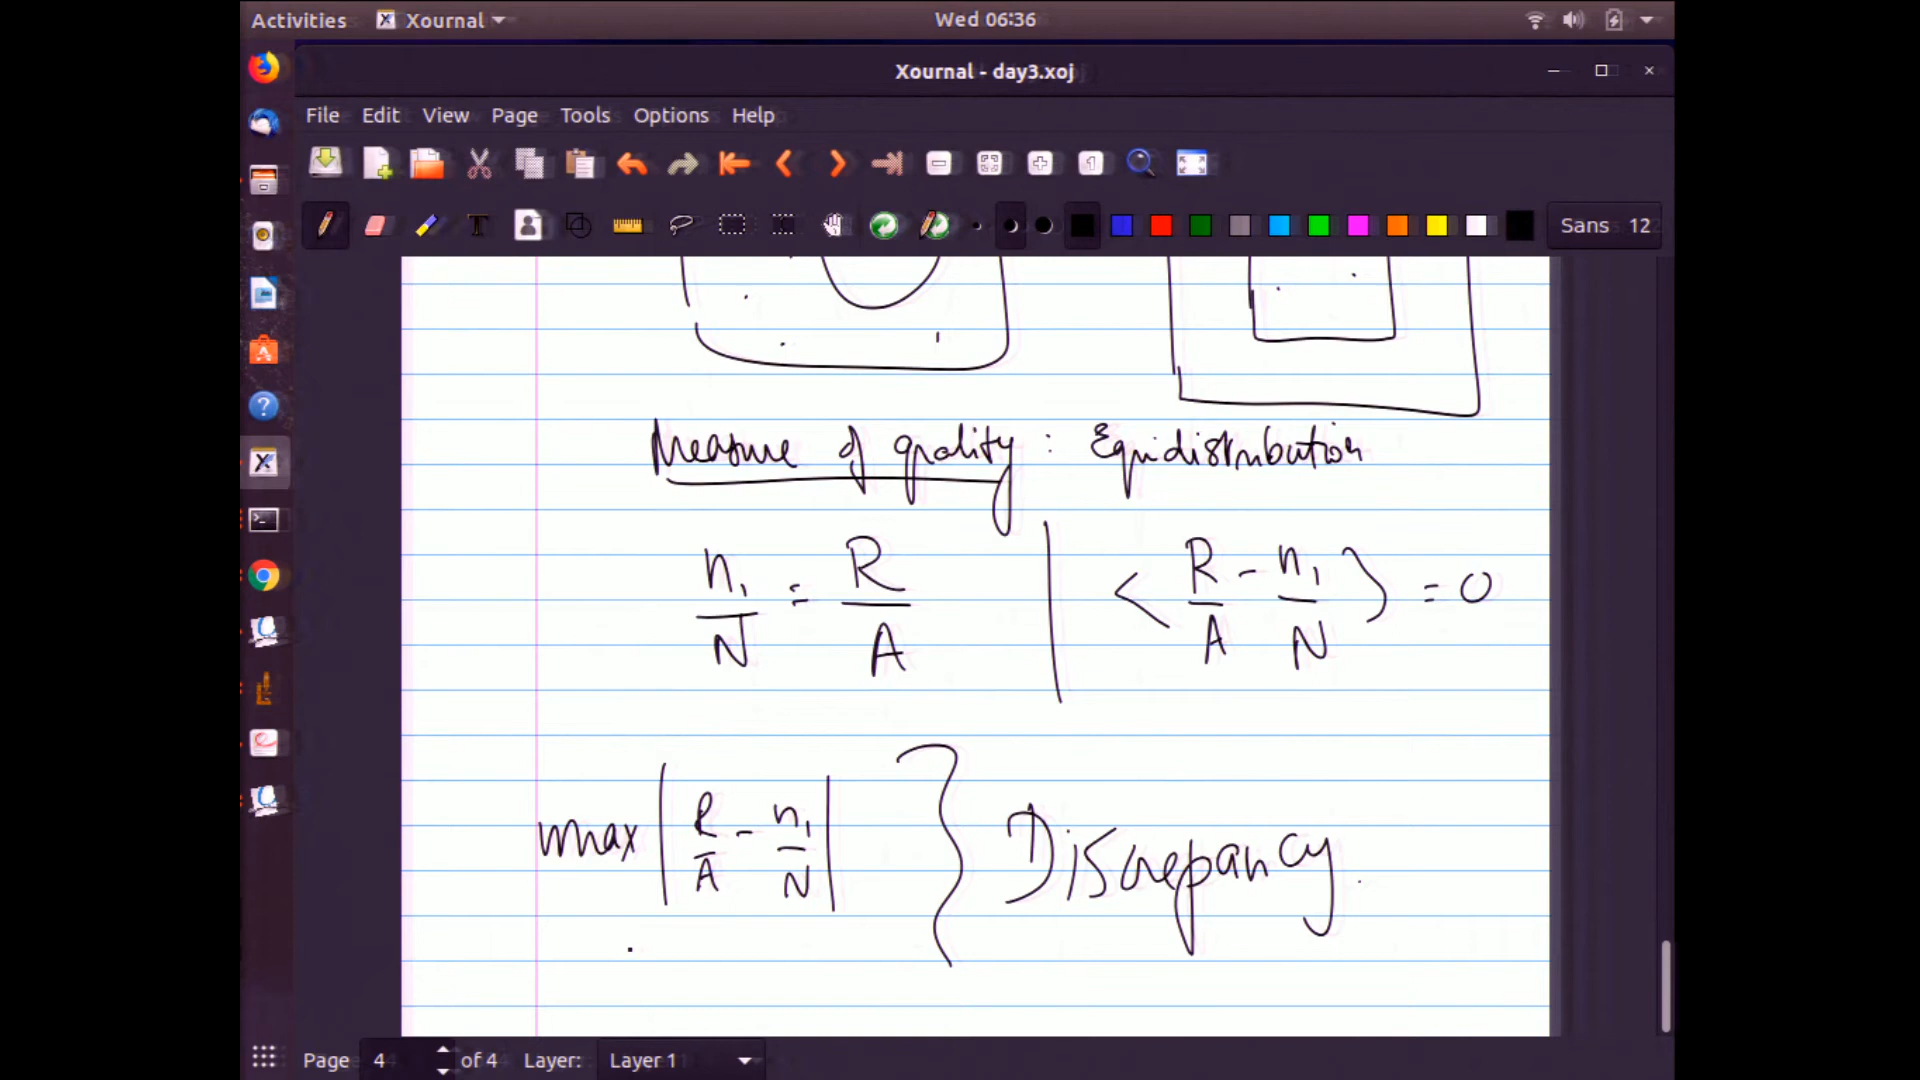 Activities Xournal Wed 06:36
Xournal - day3.xoj
File Edit View Page Tools Options Help
Sans 12
Measure of quality : Equidistribution
n₁/N = R/A | < R/A - n₁/N > = 0
max | R/A - n₁/N | } Discrepancy
Page 44 of 4 Layer: Layer 1